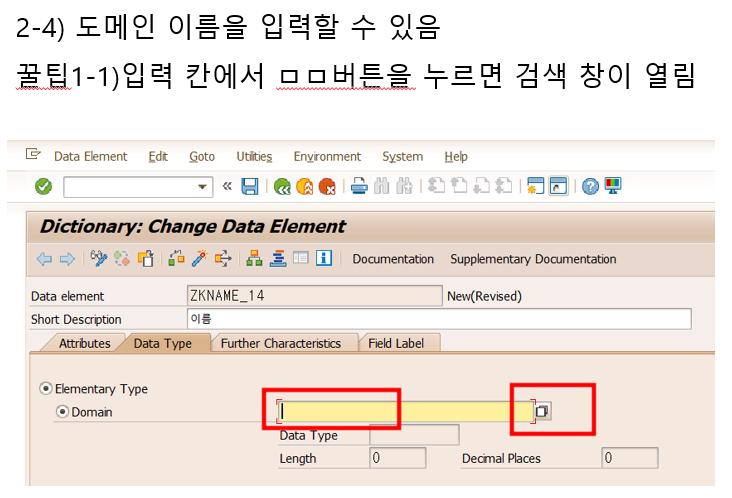 2-4) 도메인 이름을 입력할 수 있음
꿀팁1-1)입력 칸에서 ㅁㅁ버튼을 누르면 검색 창이 열림
Data Element Edit Goto Utilities Environment System Help
Dictionary: Change Data Element
Documentation Supplementary Documentation
Data element ZKNAME_14 New(Revised)
Short Description 이름
Attributes Data Type Further Characteristics Field Label
Elementary Type
Domain
Data Type
Length 0 Decimal Places 0